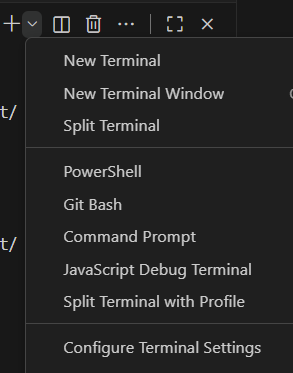 t/
New Terminal
New Terminal Window
Split Terminal
PowerShell
Git Bash
Command Prompt
t/
JavaScript Debug Terminal
Split Terminal with Profile
Configure Terminal Settings